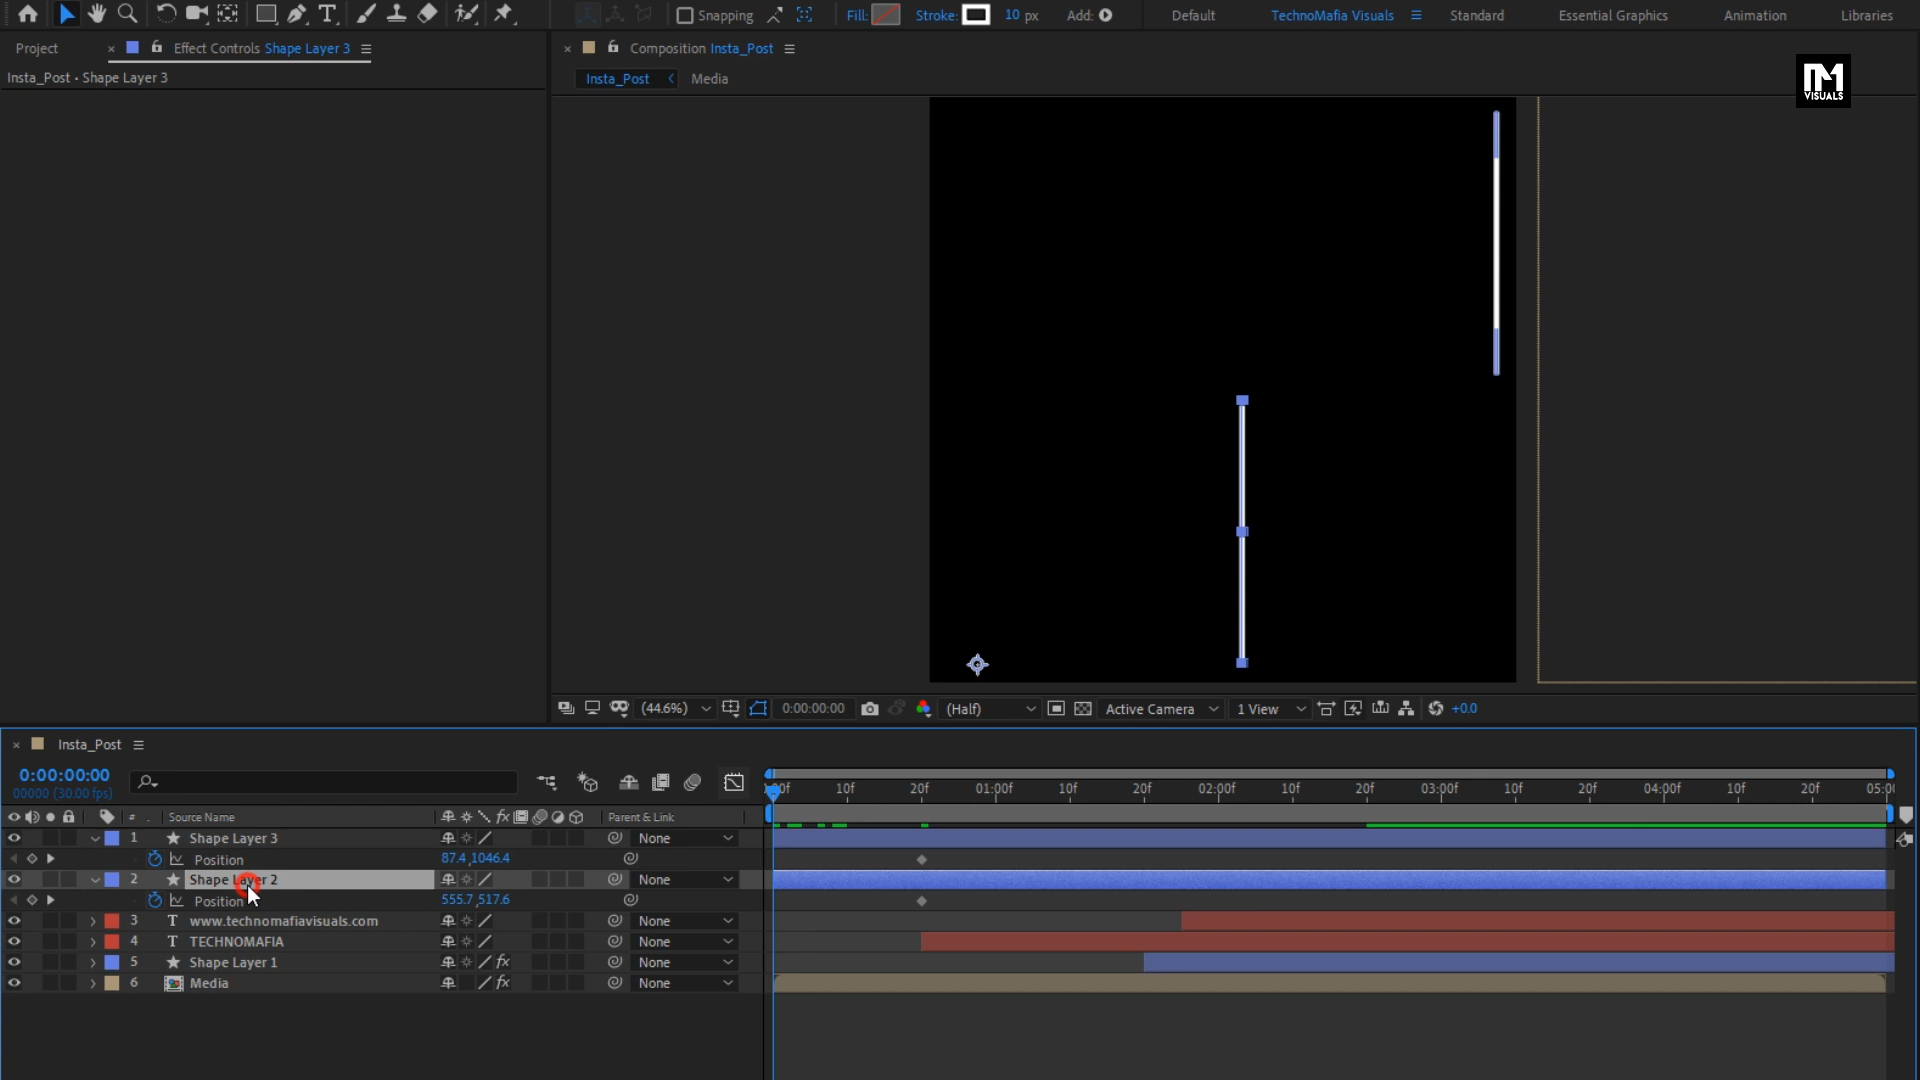 Snapping
Fill:
Stroke:
10 px
Add:
Default
TechnoMafia Visuals
Standard
Essential Graphics
Animation
Libraries
Project
Effect Controls Shape Layer 3
Composition Insta_Post
Insta_Post • Shape Layer 3
Insta_Post
Media
VISUALS
(44.6%)
0:00:00:00
(Half)
Active Camera
1 View
+0.0
Insta_Post
0:00:00:00
00000 (30.00 fps)
10f
20f
01:00f
10f
20f
02:00f
10f
20f
03:00f
10f
20f
04:00f
10f
20f
05:00
# Source Name
fx
Parent & Link
1 Shape Layer 3 None
Position 87.4,1046.4
2 Shape Layer 2 None
Position 555.7,517.6
3 T www.technomafiavisuals.com None
4 T TECHNOMAFIA None
5 Shape Layer 1 fx None
6 Media fx None